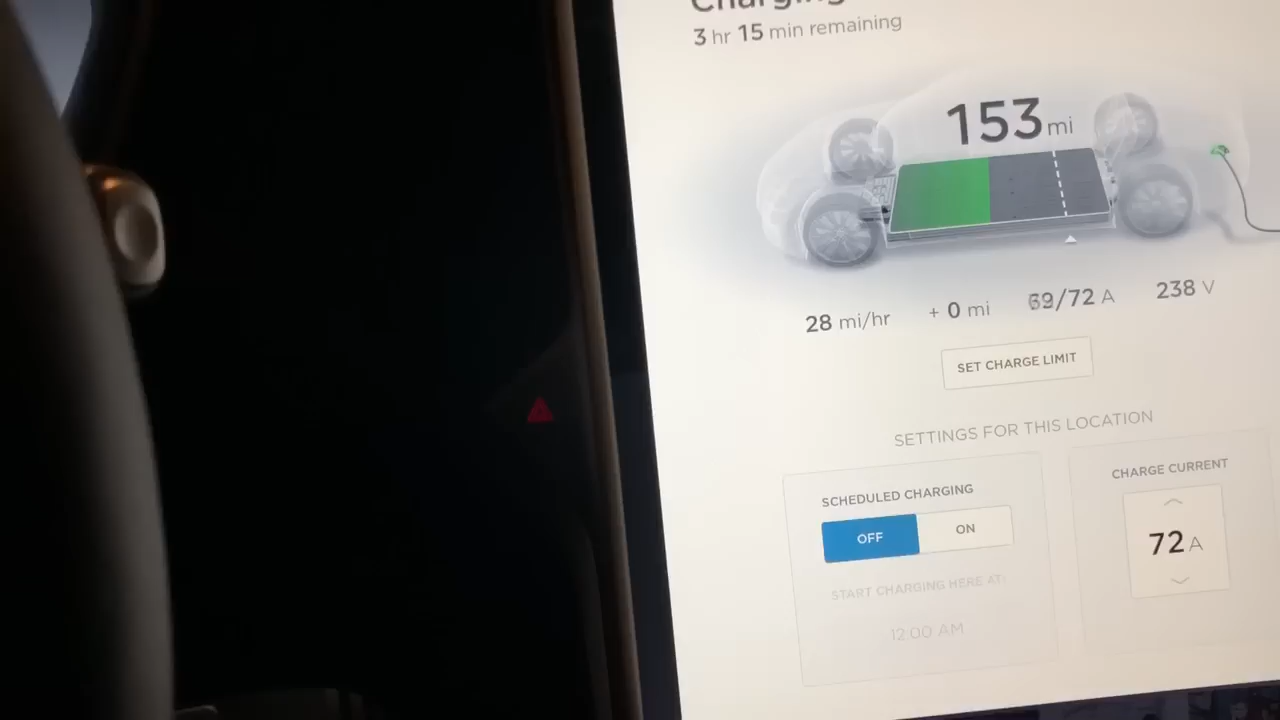 Charging
3 hr 15 min remaining
153 mi
28 mi/hr + 0 mi 69/72 A 238 V
SET CHARGE LIMIT
SETTINGS FOR THIS LOCATION
SCHEDULED CHARGING
OFF ON
START CHARGING HERE AT:
12:00 AM
CHARGE CURRENT
72 A